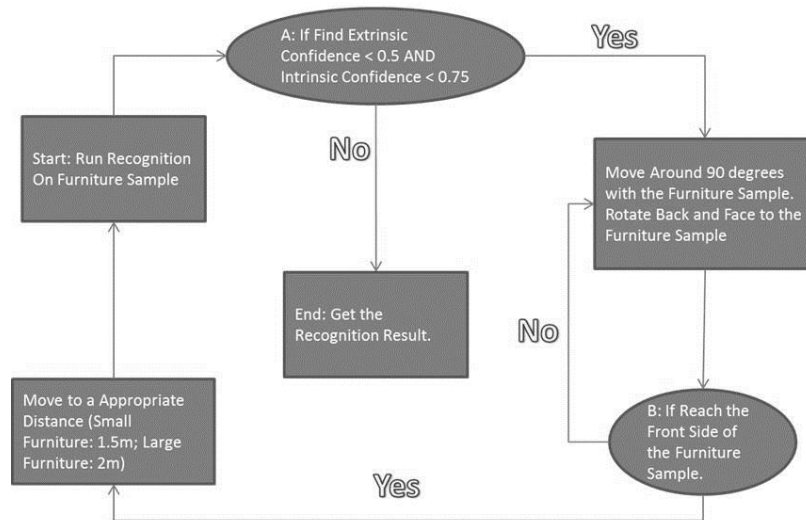 A: If Find Extrinsic
Confidence < 0.5 AND
Intrinsic Confidence < 0.75
Yes
Start: Run Recognition
On Furniture Sample
No
Move Around 90 degrees
with the Furniture Sample.
Rotate Back and Face to the
Furniture Sample
End: Get the
Recognition Result.
No
Move to a Appropriate
Distance (Small
Furniture: 1.5m; Large
Furniture: 2m)
B: If Reach the
Front Side of
the Furniture
Sample.
Yes